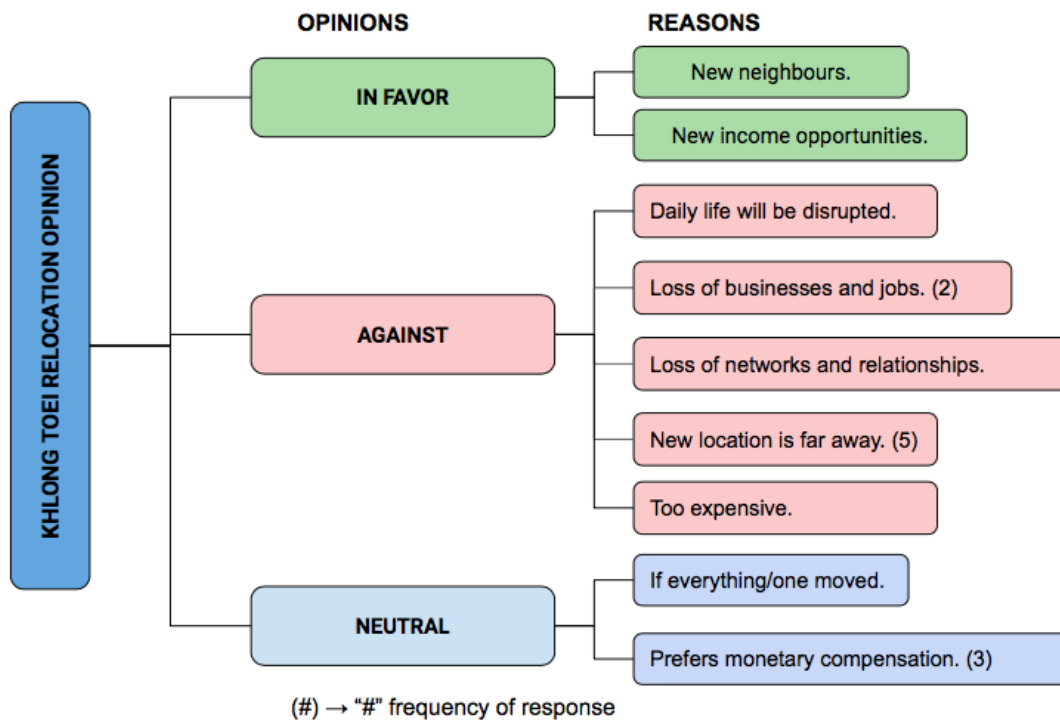 OPINIONS
REASONS
KHLONG TOEI RELOCATION OPINION
IN FAVOR
New neighbours.
New income opportunities.
AGAINST
Daily life will be disrupted.
Loss of businesses and jobs. (2)
Loss of networks and relationships.
New location is far away. (5)
Too expensive.
NEUTRAL
If everything/one moved.
Prefers monetary compensation. (3)
(#) → “#” frequency of response